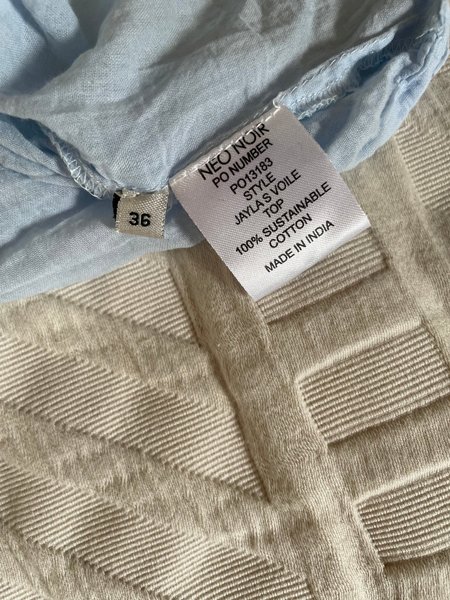 NEO NOIR
PO NUMBER
PO13183
STYLE
JAYLA S VOILE
TOP
100% SUSTAINABLE
COTTON
MADE IN INDIA
36